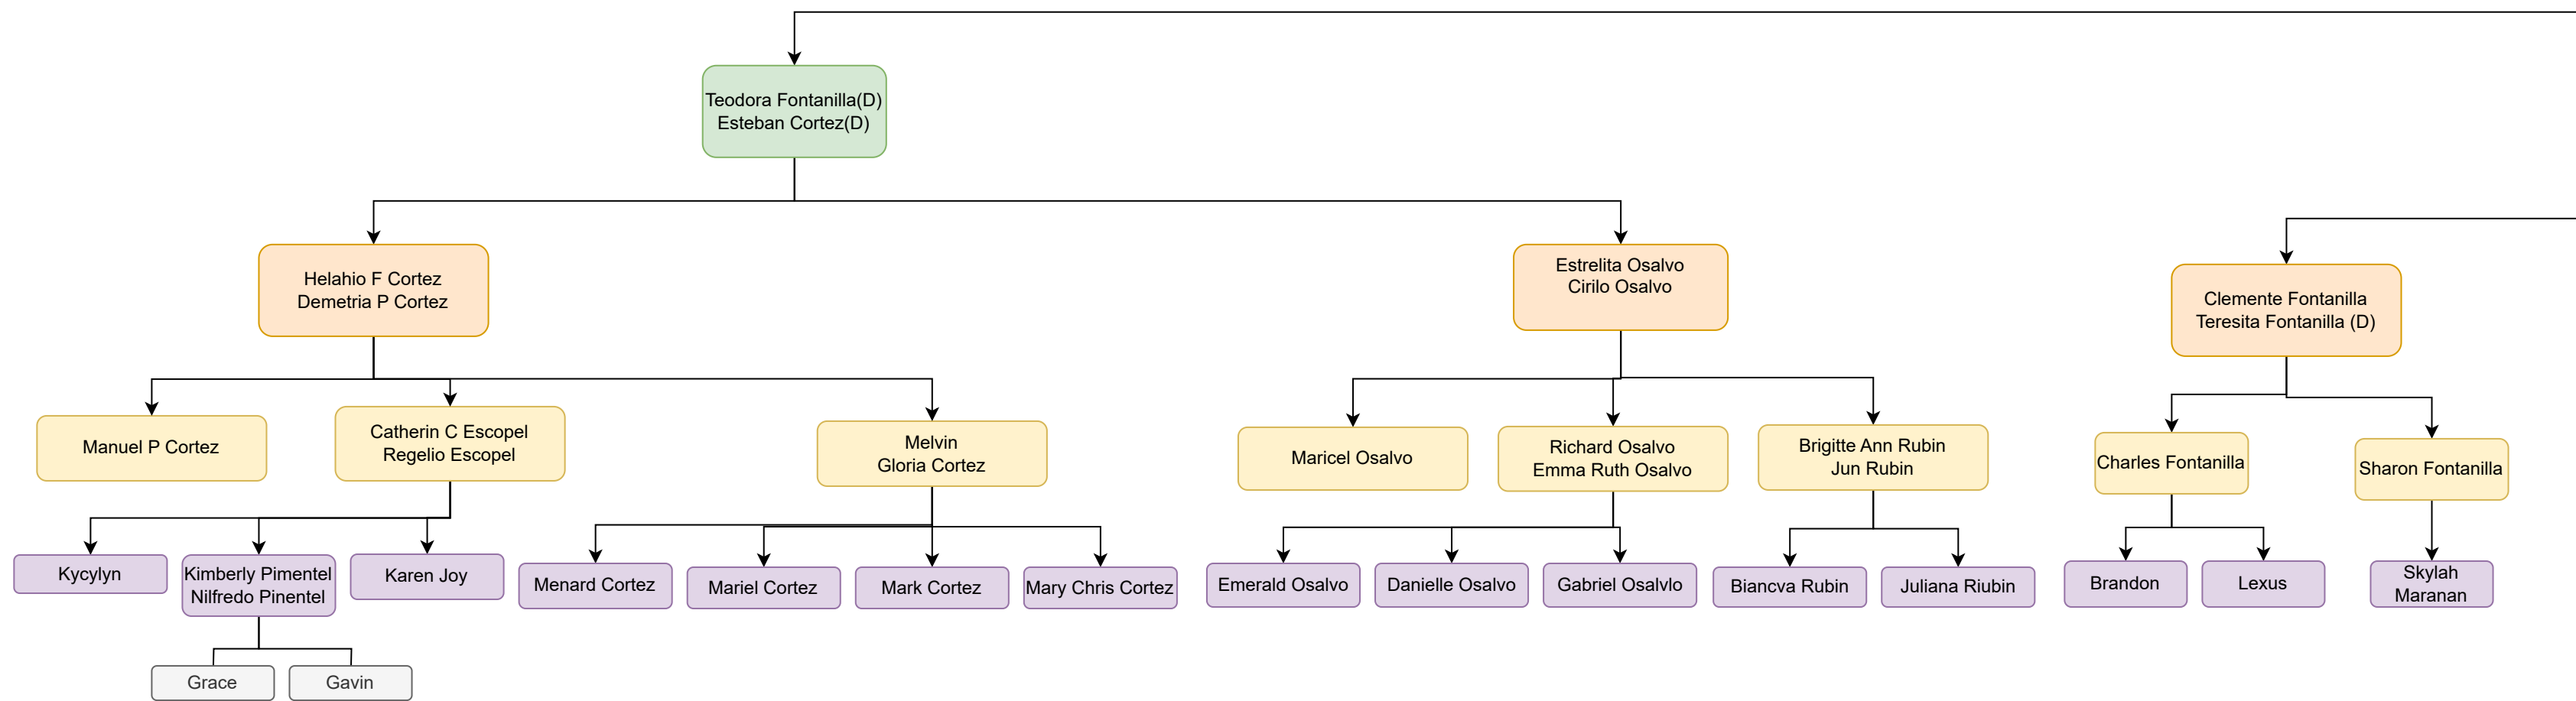 Teodora Fontanilla(D)
Esteban Cortez(D)
Helahio F Cortez
Demetria P Cortez
Estrelita Osalvo
Cirilo Osalvo
Clemente Fontanilla
Teresita Fontanilla (D)
Manuel P Cortez
Catherin C Escopel
Regelio Escopel
Melvin
Gloria Cortez
Maricel Osalvo
Richard Osalvo
Emma Ruth Osalvo
Brigitte Ann Rubin
Jun Rubin
Charles Fontanilla
Sharon Fontanilla
Kycylyn
Kimberly Pimentel
Nilfredo Pinentel
Karen Joy
Menard Cortez
Mariel Cortez
Mark Cortez
Mary Chris Cortez
Emerald Osalvo
Danielle Osalvo
Gabriel Osalvlo
Biancva Rubin
Juliana Riubin
Brandon
Lexus
Skylah
Maranan
Grace
Gavin